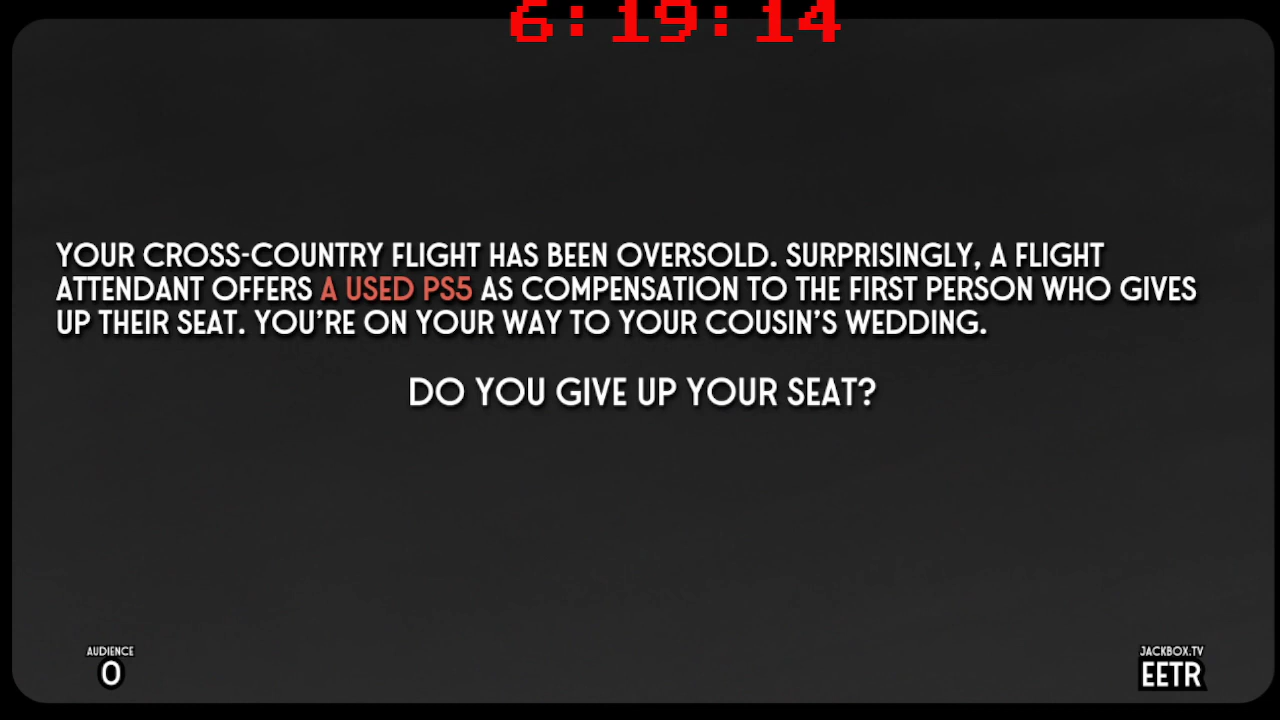 6:19:14
YOUR CROSS-COUNTRY FLIGHT HAS BEEN OVERSOLD. SURPRISINGLY, A FLIGHT
ATTENDANT OFFERS A USED PS5 AS COMPENSATION TO THE FIRST PERSON WHO GIVES
UP THEIR SEAT. YOU'RE ON YOUR WAY TO YOUR COUSIN'S WEDDING.
DO YOU GIVE UP YOUR SEAT?
AUDIENCE
0
JACKBOX.TV
EETR